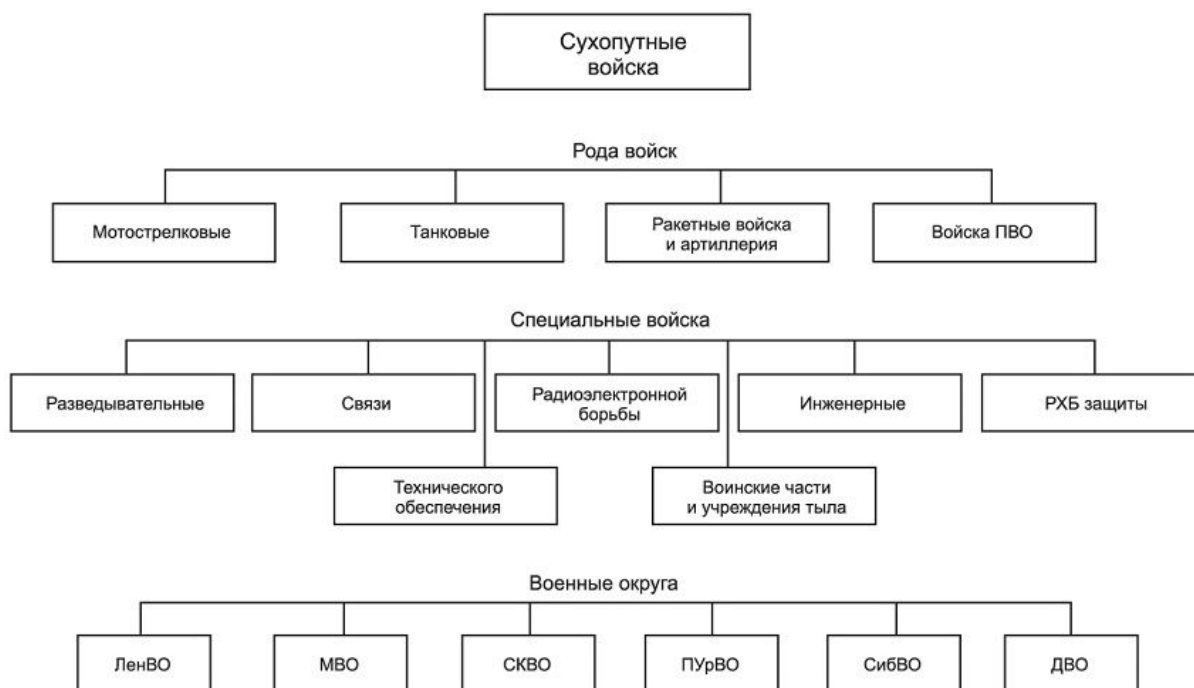 Сухопутные
войска
Рода войск
Мотострелковые
Танковые
Ракетные войска
и артиллерия
Войска ПВО
Специальные войска
Разведывательные
Связи
Радиоэлектронной
борьбы
Инженерные
РХБ защиты
Технического
обеспечения
Воинские части
и учреждения тыла
Военные округа
ЛенВО
МВО
СКВО
ПУрВО
СибВО
ДВО